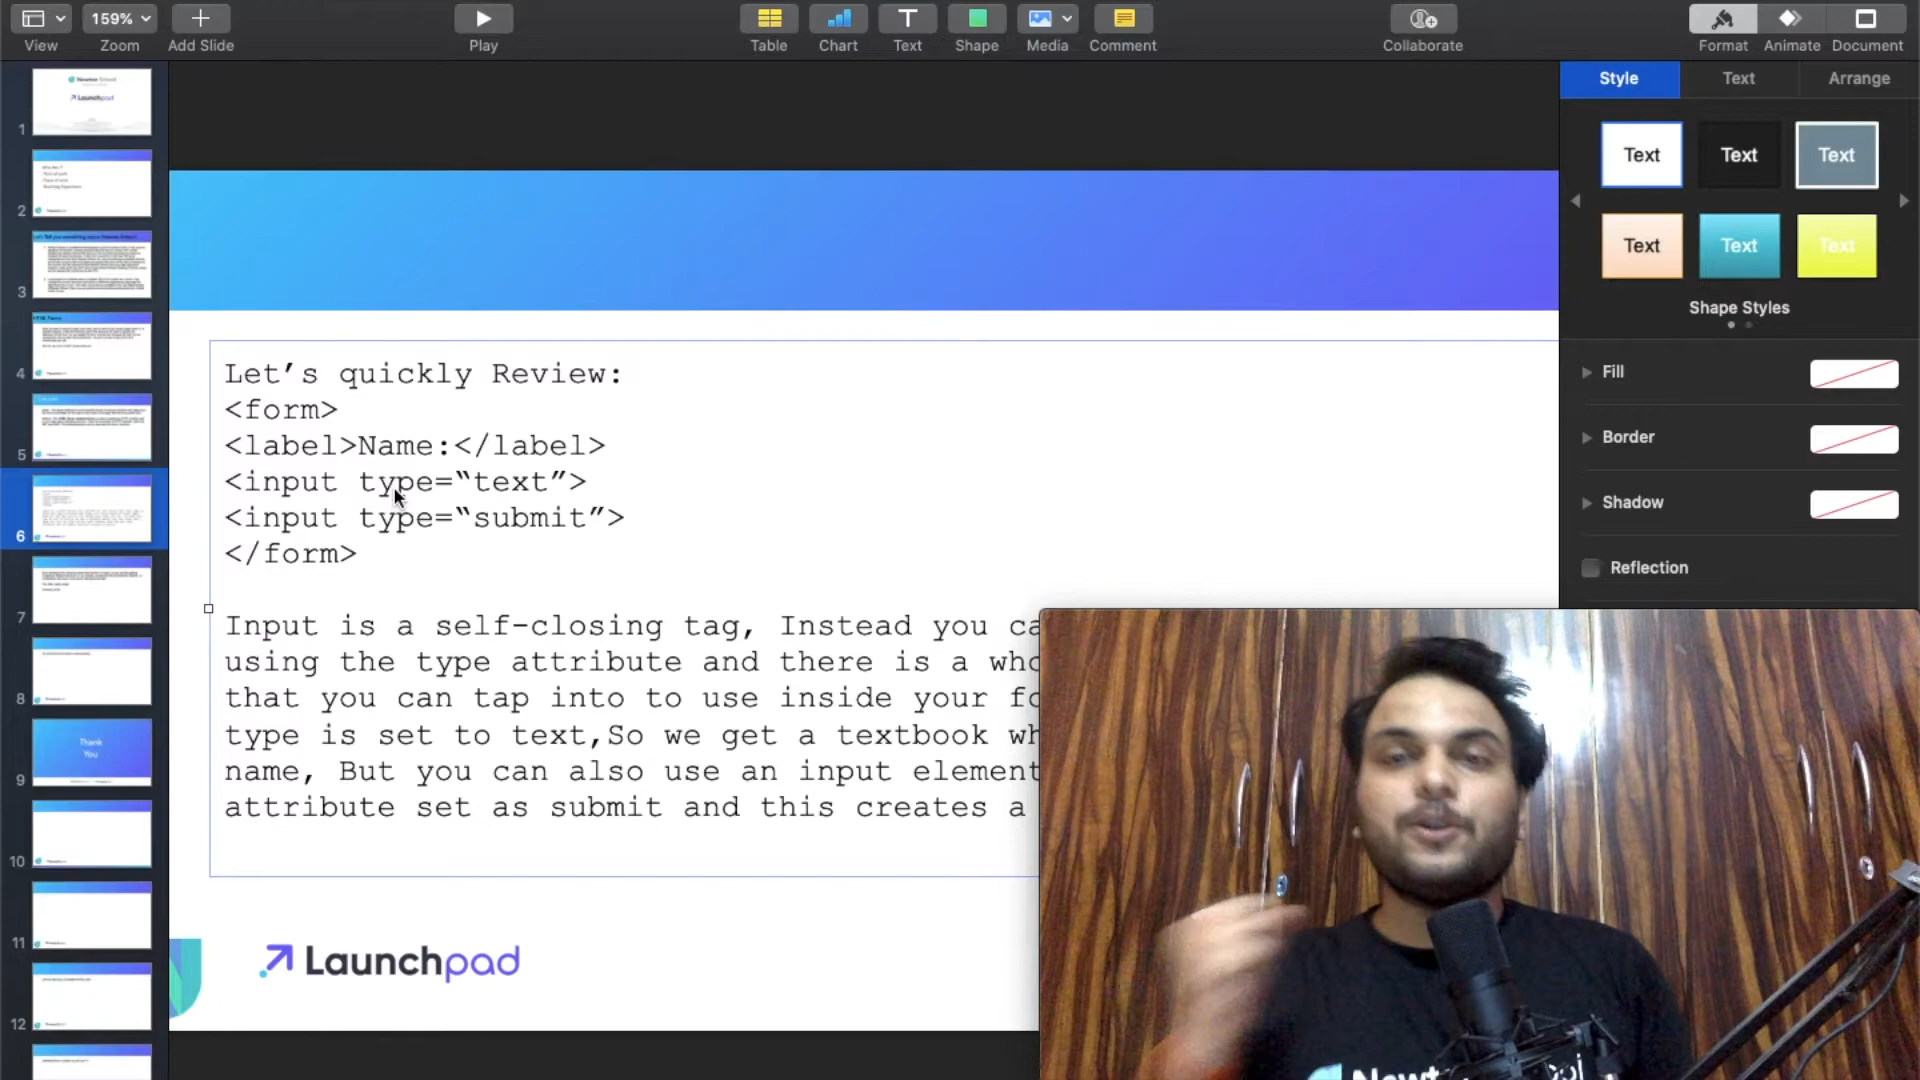 159%
View
Zoom
Add Slide
Play
Table
Chart
Text
Shape
Media
Comment
Collaborate
Format
Animate
Document
Style
Text
Arrange
Text
Text
Text
Text
Text
Text
Shape Styles
Fill
Border
Shadow
Reflection
1
2
3
4
5
6
7
8
9
10
11
12
Launchpad
Thank
You
Let’s quickly Review:
<form>
<label>Name:</label>
<input type=“text”>
<input type=“submit”>
</form>
Input is a self-closing tag, Instead you
using the type attribute and there is a
that you can tap into to use inside your
type is set to text,So we get a textbook
name, But you can also use an input element
attribute set as submit and this creates a
Launchpad